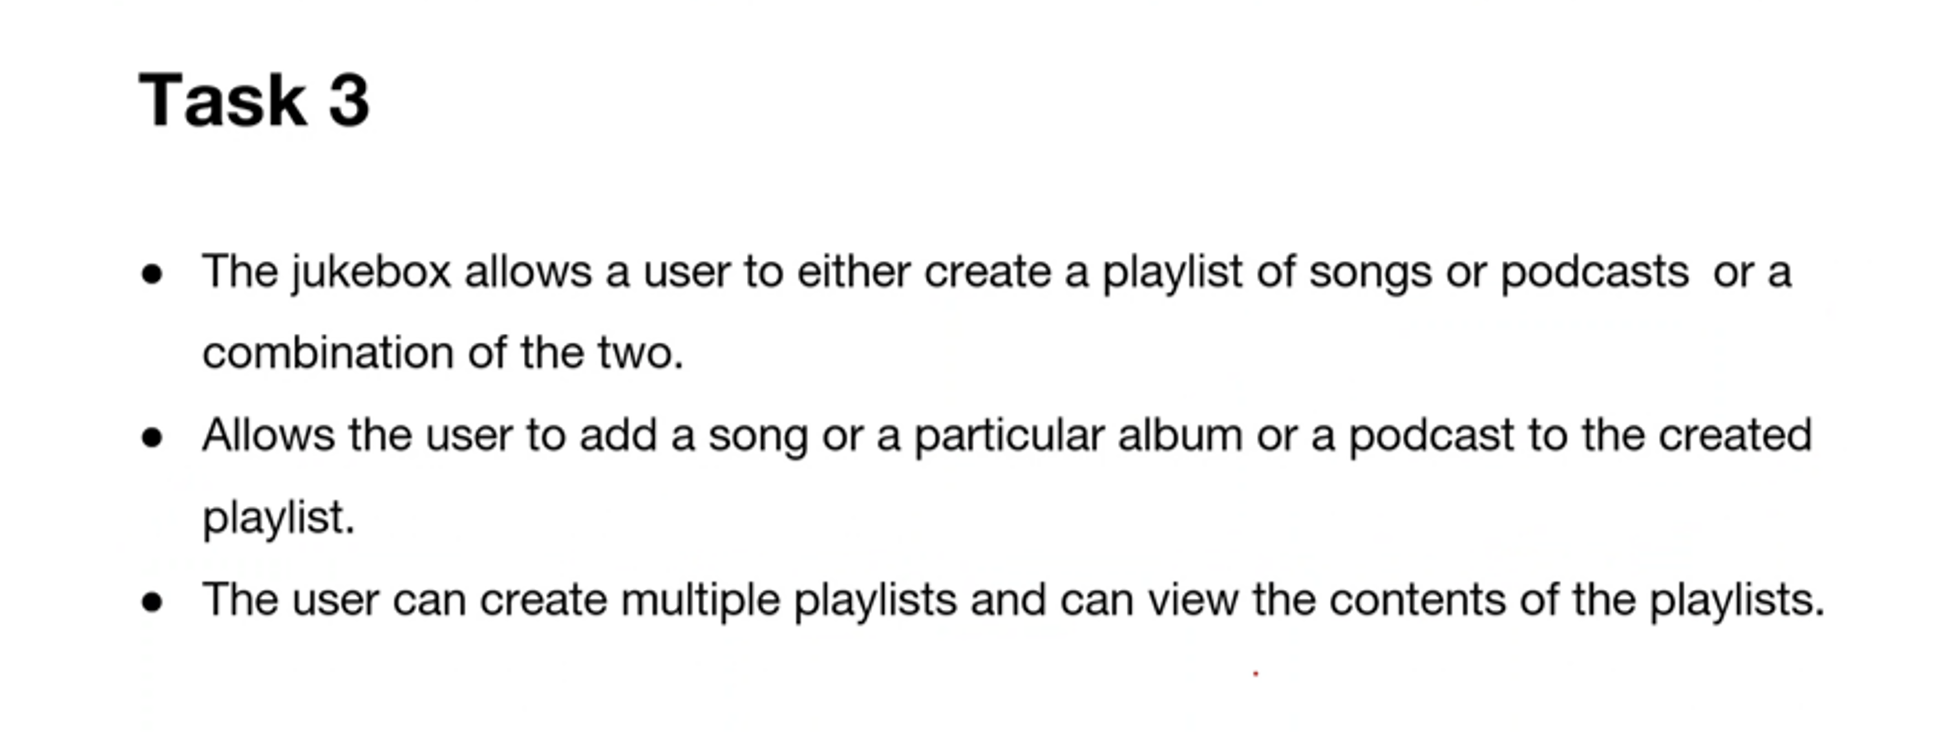 Task 3
● The jukebox allows a user to either create a playlist of songs or podcasts  or a
combination of the two.
● Allows the user to add a song or a particular album or a podcast to the created
playlist.
● The user can create multiple playlists and can view the contents of the playlists.